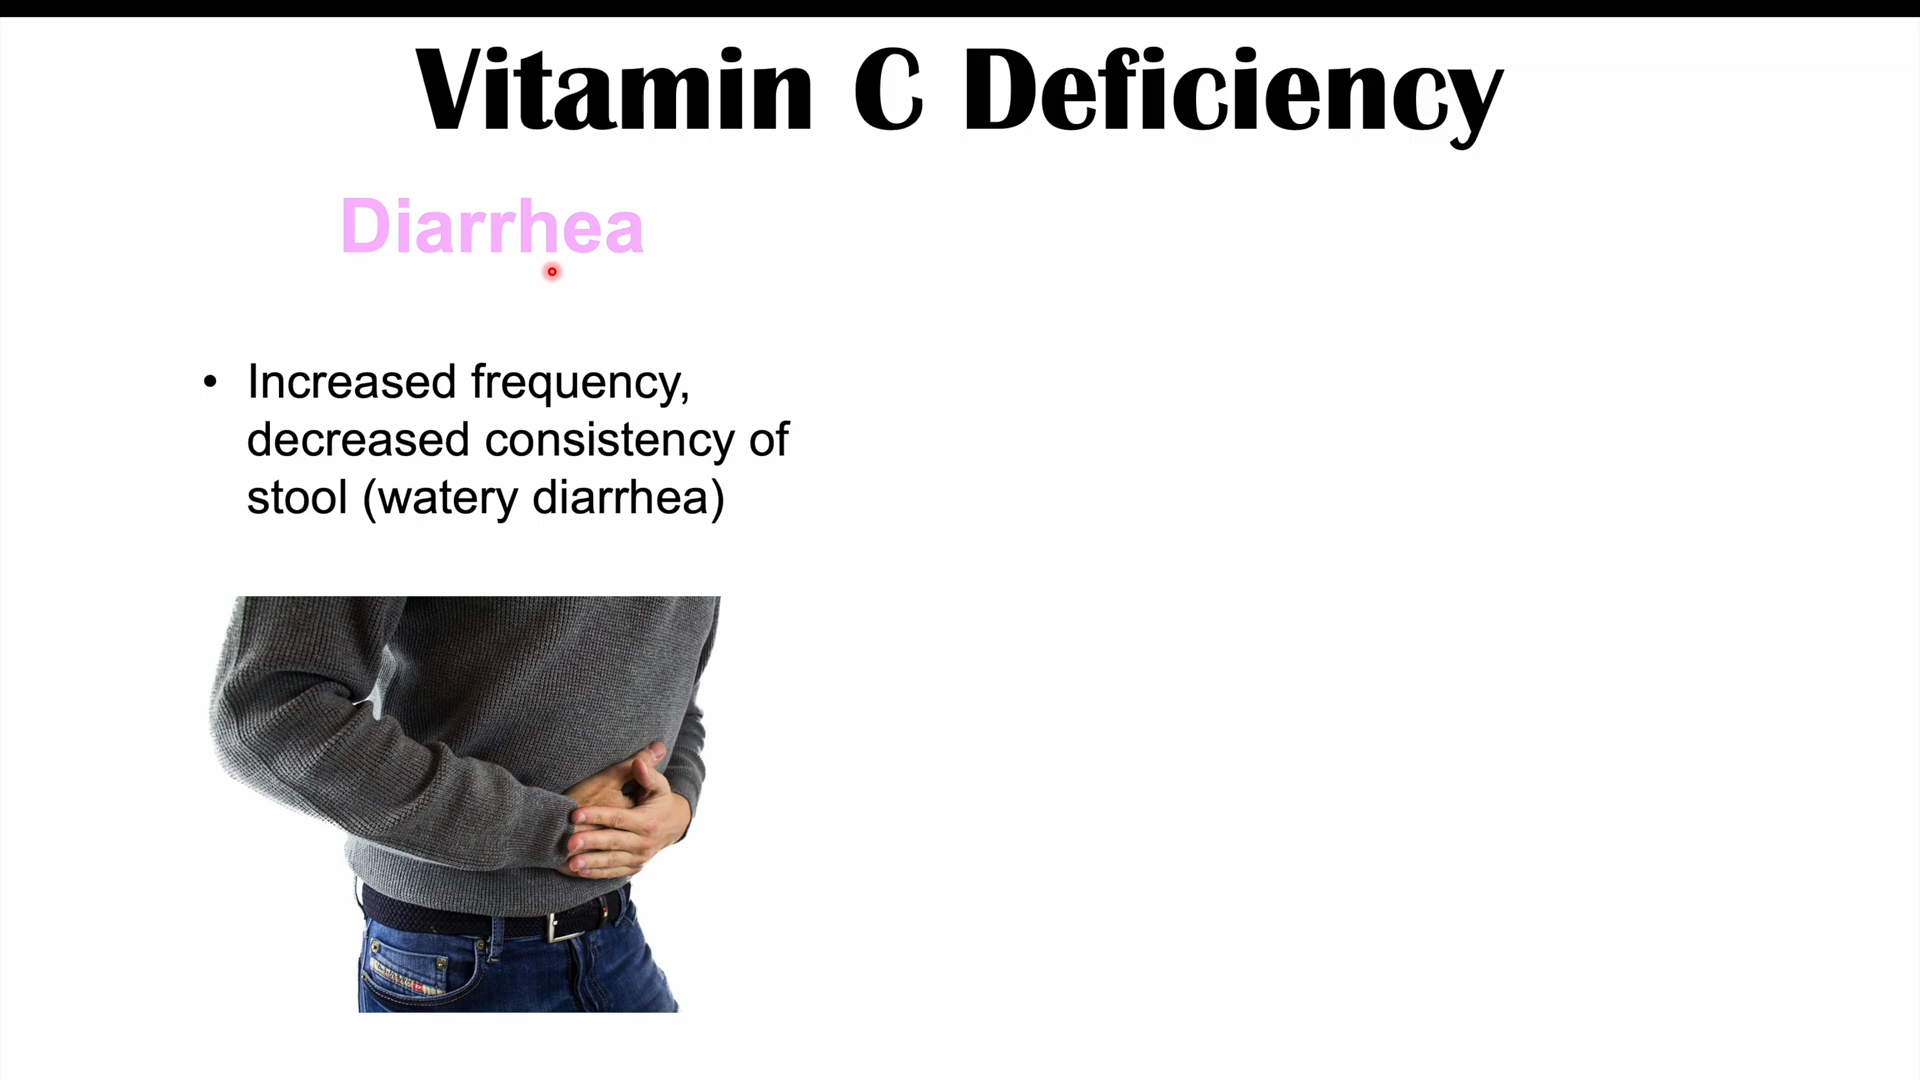 Vitamin C Deficiency
Diarrhea
• Increased frequency,
decreased consistency of
stool (watery diarrhea)